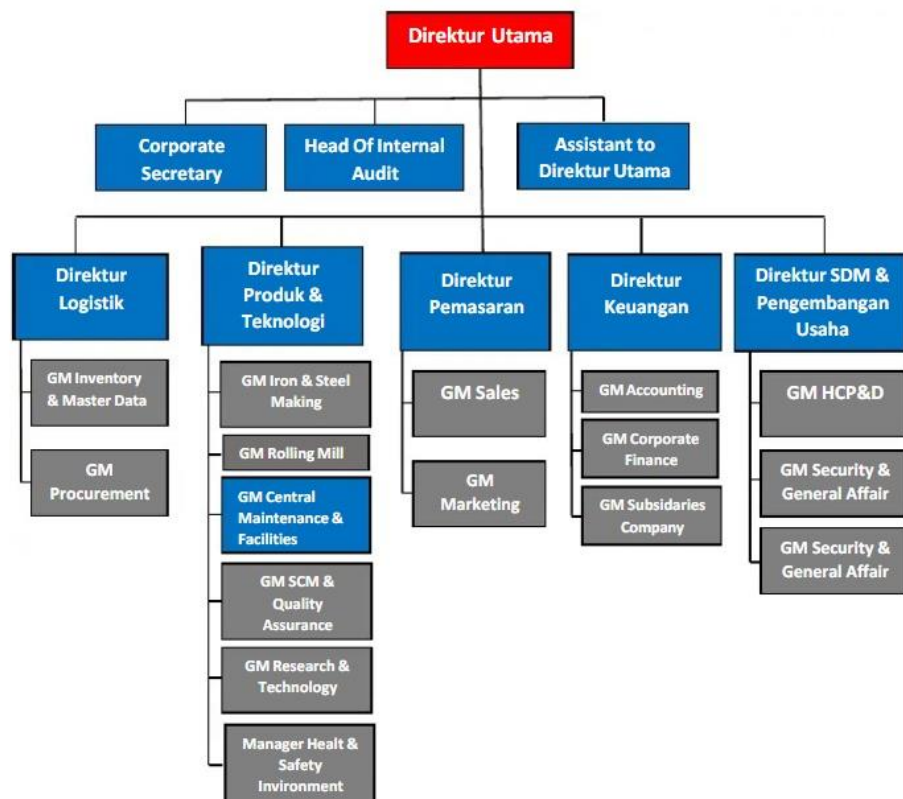 Direktur Utama
Corporate
Secretary
Head Of Internal
Audit
Assistant to
Direktur Utama
Direktur
Logistik
Direktur
Produk &
Teknologi
Direktur
Pemasaran
Direktur
Keuangan
Direktur SDM &
Pengembangan
Usaha
GM Inventory
& Master Data
GM
Procurement
GM Iron & Steel
Making
GM Rolling Mill
GM Central
Maintenance &
Facilities
GM SCM &
Quality
Assurance
GM Research &
Technology
Manager Healt &
Safety
Invironment
GM Sales
GM
Marketing
GM Accounting
GM Corporate
Finance
GM Subsidaries
Company
GM HCP&D
GM Security &
General Affair
GM Security &
General Affair